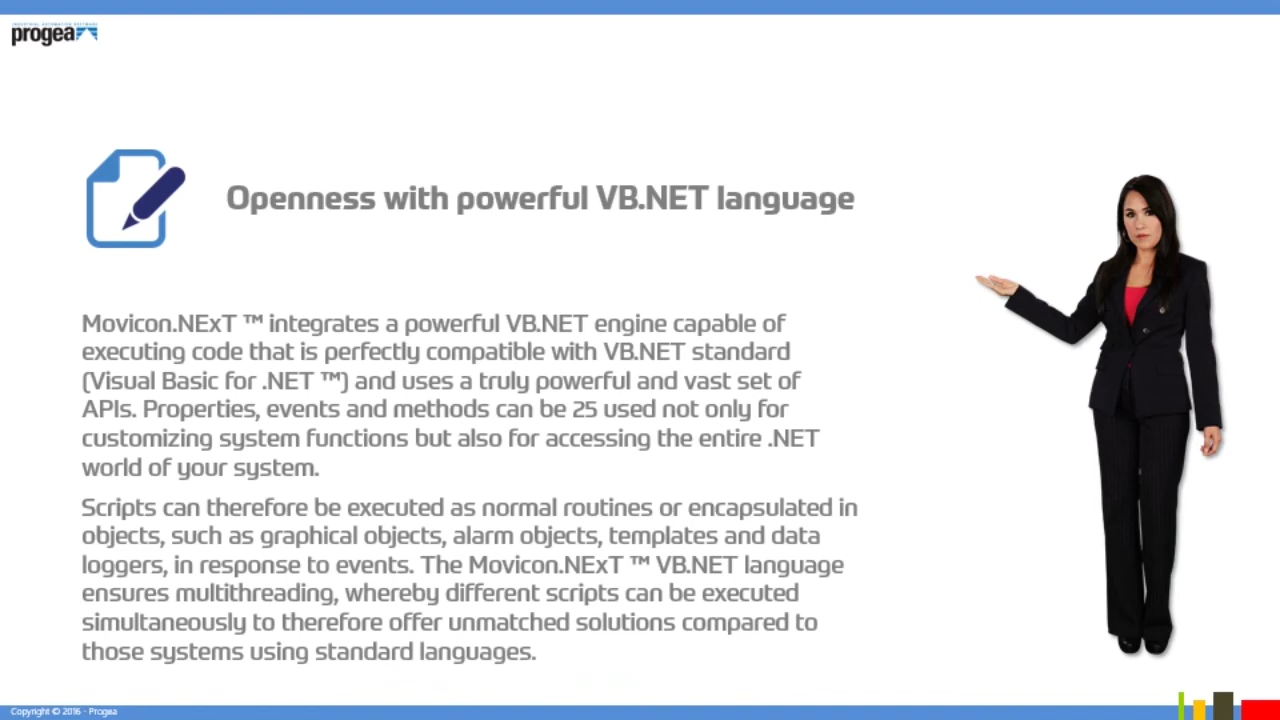 INDUSTRIAL AUTOMATION SOFTWARE
progea
Openness with powerful VB.NET language
Movicon.NExT ™ integrates a powerful VB.NET engine capable of
executing code that is perfectly compatible with VB.NET standard
(Visual Basic for .NET ™) and uses a truly powerful and vast set of
APIs. Properties, events and methods can be 25 used not only for
customizing system functions but also for accessing the entire .NET
world of your system.
Scripts can therefore be executed as normal routines or encapsulated in
objects, such as graphical objects, alarm objects, templates and data
loggers, in response to events. The Movicon.NExT ™ VB.NET language
ensures multithreading, whereby different scripts can be executed
simultaneously to therefore offer unmatched solutions compared to
those systems using standard languages.
Copyright © 2016 - Progea